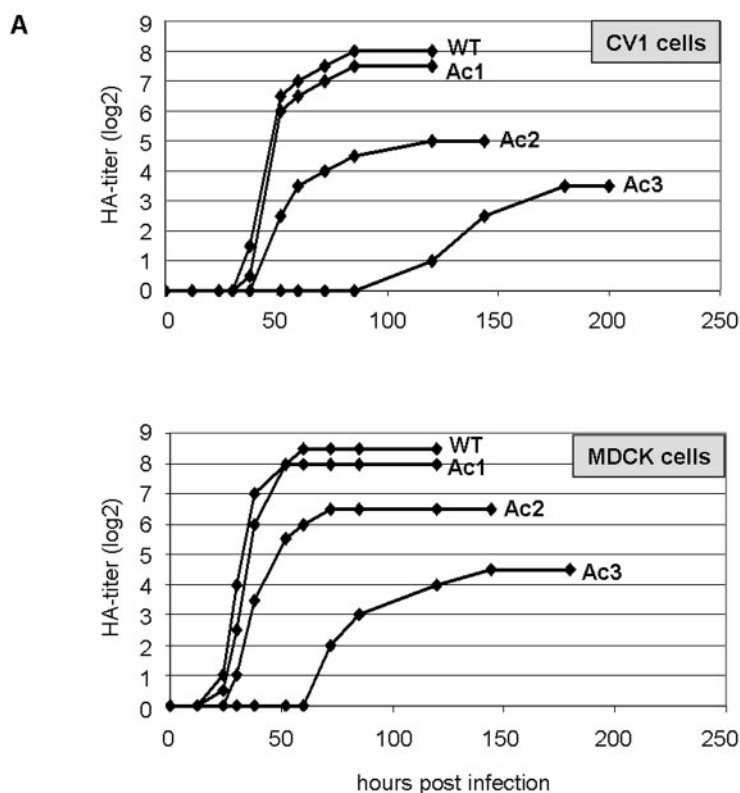 A
CV1 cells
HA-titer (log2)
9
8
7
6
5
4
3
2
1
0
WT
Ac1
Ac2
Ac3
0 50 100 150 200 250
MDCK cells
HA-titer (log2)
9
8
7
6
5
4
3
2
1
0
WT
Ac1
Ac2
Ac3
0 50 100 150 200 250
hours post infection